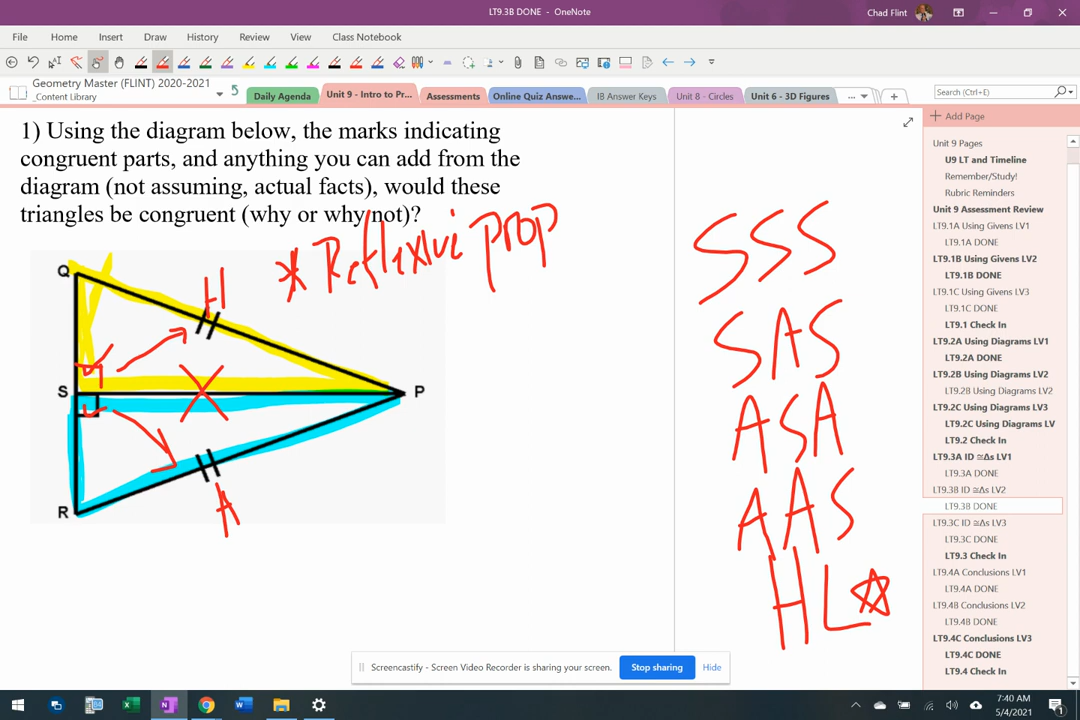 LT9.3B DONE - OneNote
Chad Flint
File Home Insert Draw History Review View Class Notebook
Geometry Master (FLINT) 2020-2021
_Content Library
Daily Agenda
Unit 9 - Intro to Pr...
Assessments
Online Quiz Answe...
IB Answer Keys
Unit 8 - Circles
Unit 6 - 3D Figures
...
Search (Ctrl+E)
1) Using the diagram below, the marks indicating
congruent parts, and anything you can add from the
diagram (not assuming, actual facts), would these
triangles be congruent (why or why not)?
* Reflexive prop
Q
H
S
P
A
R
SSS
SAS
ASA
AAS
HL
Add Page
Unit 9 Pages
U9 LT and Timeline
Remember/Study!
Rubric Reminders
Unit 9 Assessment Review
LT9.1A Using Givens LV1
LT9.1A DONE
LT9.1B Using Givens LV2
LT9.1B DONE
LT9.1C Using Givens LV3
LT9.1C DONE
LT9.1 Check In
LT9.2A Using Diagrams LV1
LT9.2A DONE
LT9.2B Using Diagrams LV2
LT9.2B Using Diagrams LV2
LT9.2C Using Diagrams LV3
LT9.2C Using Diagrams LV
LT9.2 Check In
LT9.3A ID ≅Δs LV1
LT9.3A DONE
LT9.3B ID ≅Δs LV2
LT9.3B DONE
LT9.3C ID ≅Δs LV3
LT9.3C DONE
LT9.3 Check In
LT9.4A Conclusions LV1
LT9.4A DONE
LT9.4B Conclusions LV2
LT9.4B DONE
LT9.4C Conclusions LV3
LT9.4C DONE
LT9.4 Check In
Screencastify - Screen Video Recorder is sharing your screen.
Stop sharing
Hide
7:40 AM
5/4/2021